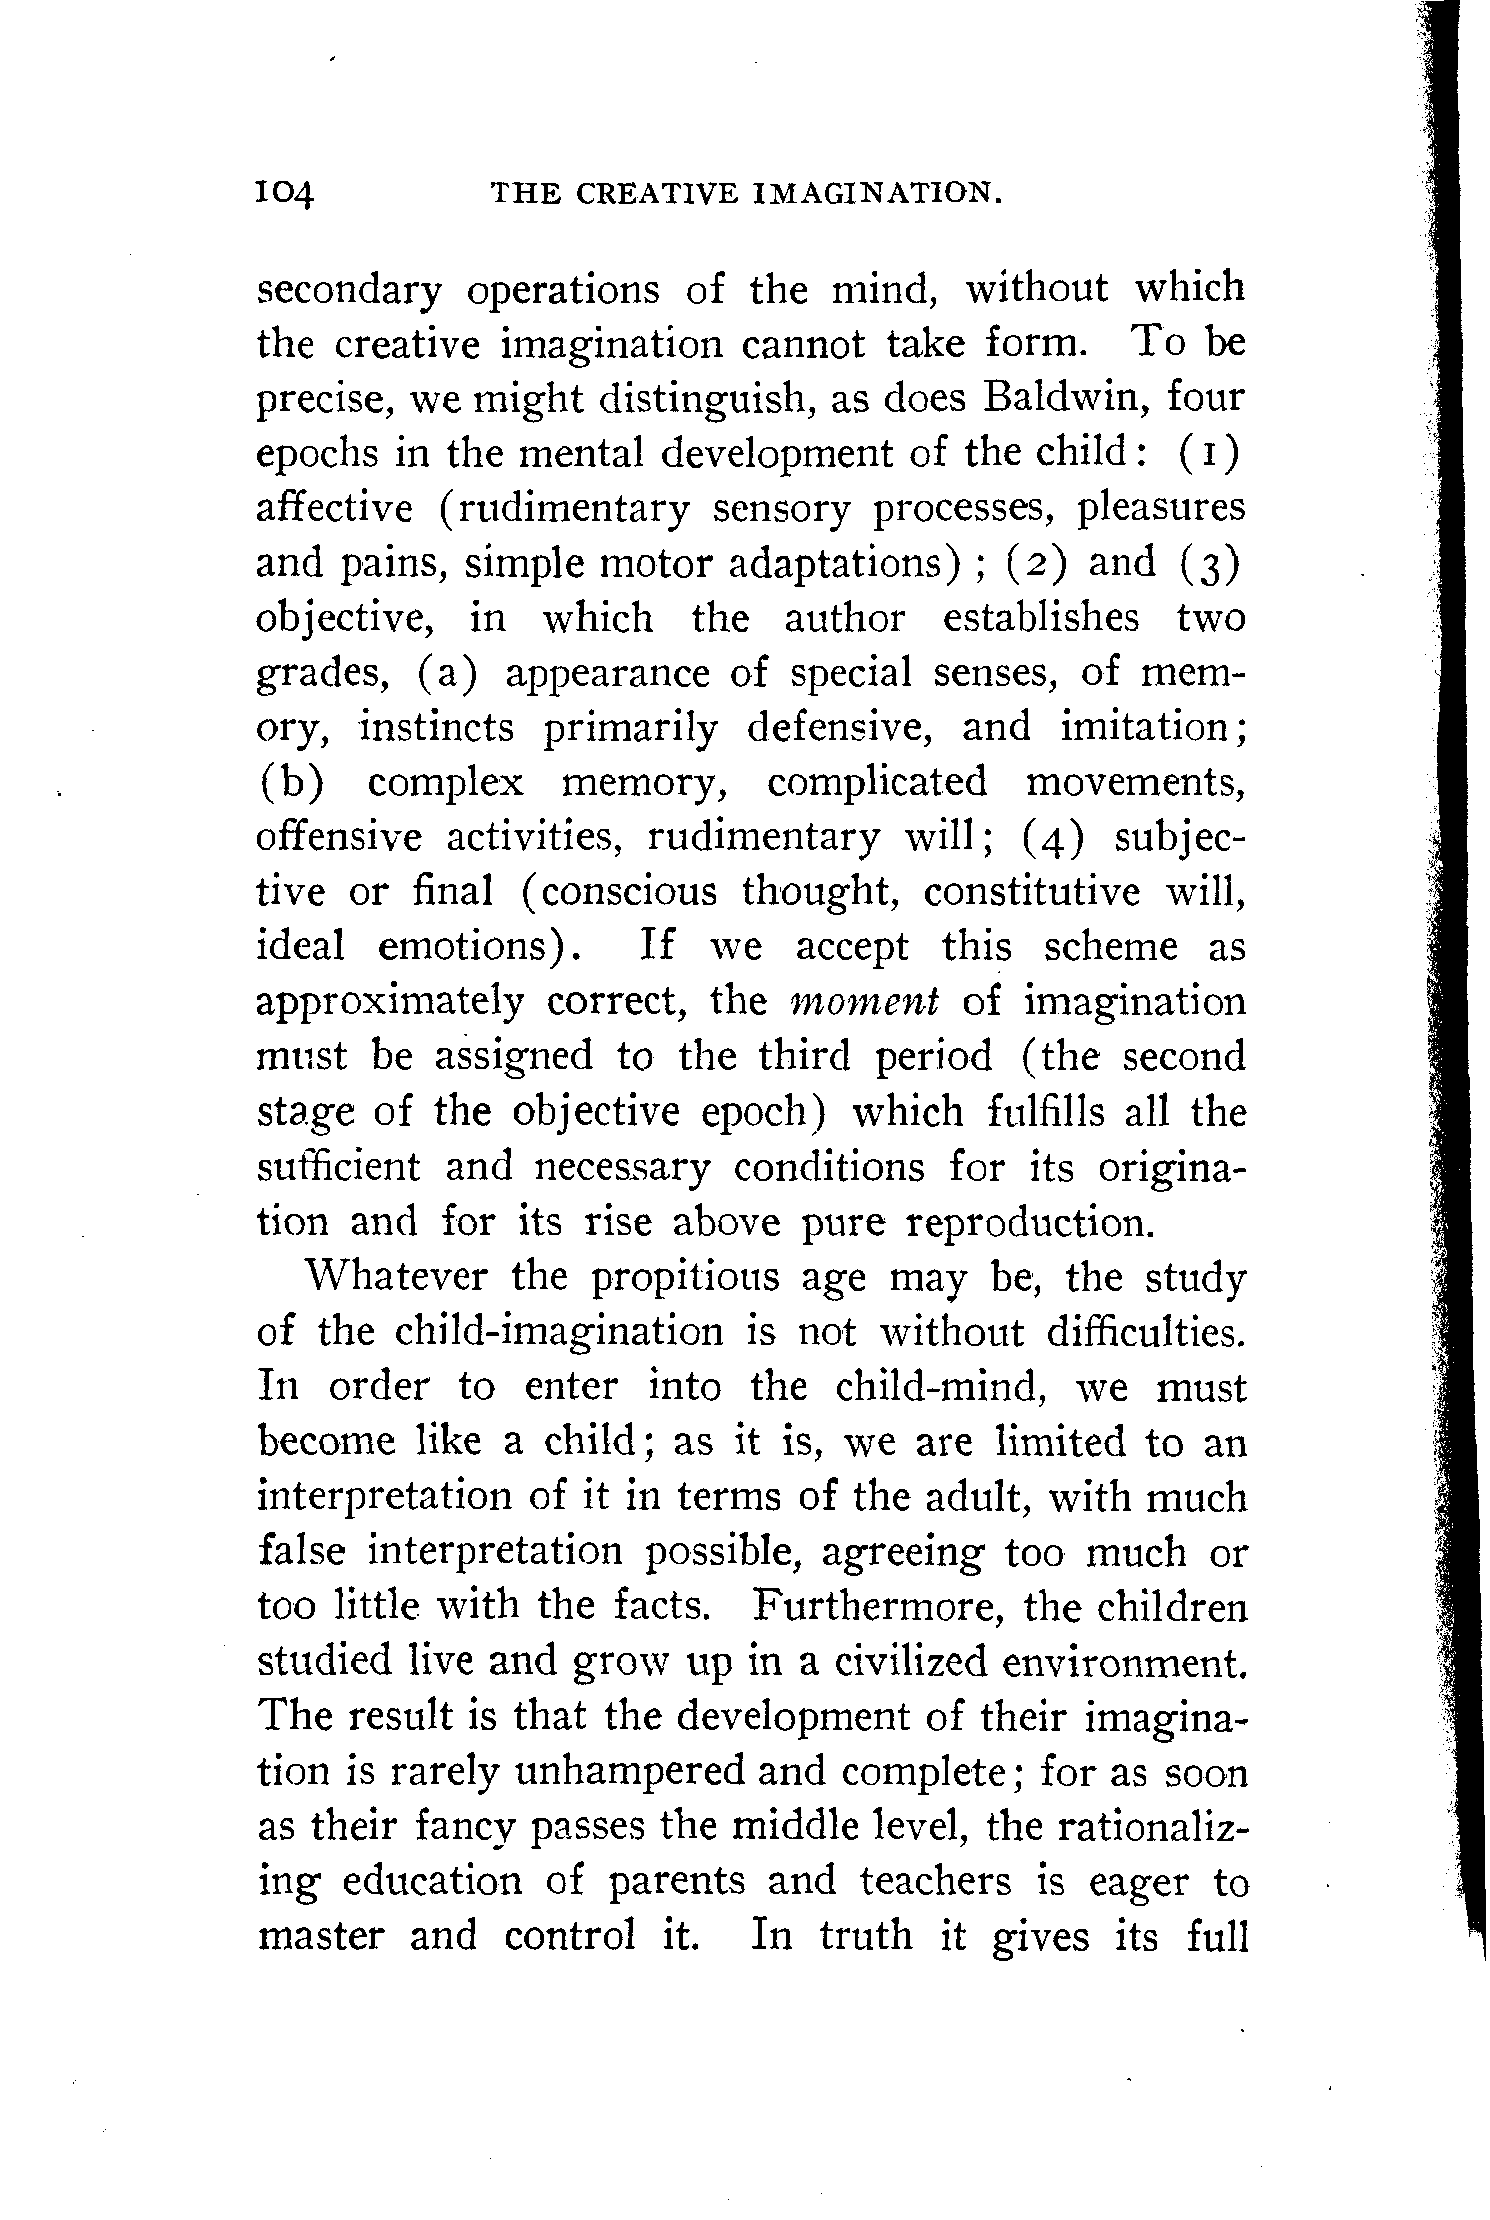 104 THE CREATIVE IMAGINATION.
secondary operations of the mind, without which
the creative imagination cannot take form. To be
precise, we might distinguish, as does Baldwin, four
epochs in the mental development of the child: (1)
affective (rudimentary sensory processes, pleasures
and pains, simple motor adaptations); (2) and (3)
objective, in which the author establishes two
grades, (a) appearance of special senses, of mem-
ory, instincts primarily defensive, and imitation;
(b) complex memory, complicated movements,
offensive activities, rudimentary will; (4) subjec-
tive or final (conscious thought, constitutive will,
ideal emotions). If we accept this scheme as
approximately correct, the moment of imagination
must be assigned to the third period (the second
stage of the objective epoch) which fulfills all the
sufficient and necessary conditions for its origina-
tion and for its rise above pure reproduction.
Whatever the propitious age may be, the study
of the child-imagination is not without difficulties.
In order to enter into the child-mind, we must
become like a child; as it is, we are limited to an
interpretation of it in terms of the adult, with much
false interpretation possible, agreeing too much or
too little with the facts. Furthermore, the children
studied live and grow up in a civilized environment.
The result is that the development of their imagina-
tion is rarely unhampered and complete; for as soon
as their fancy passes the middle level, the rationaliz-
ing education of parents and teachers is eager to
master and control it. In truth it gives its full